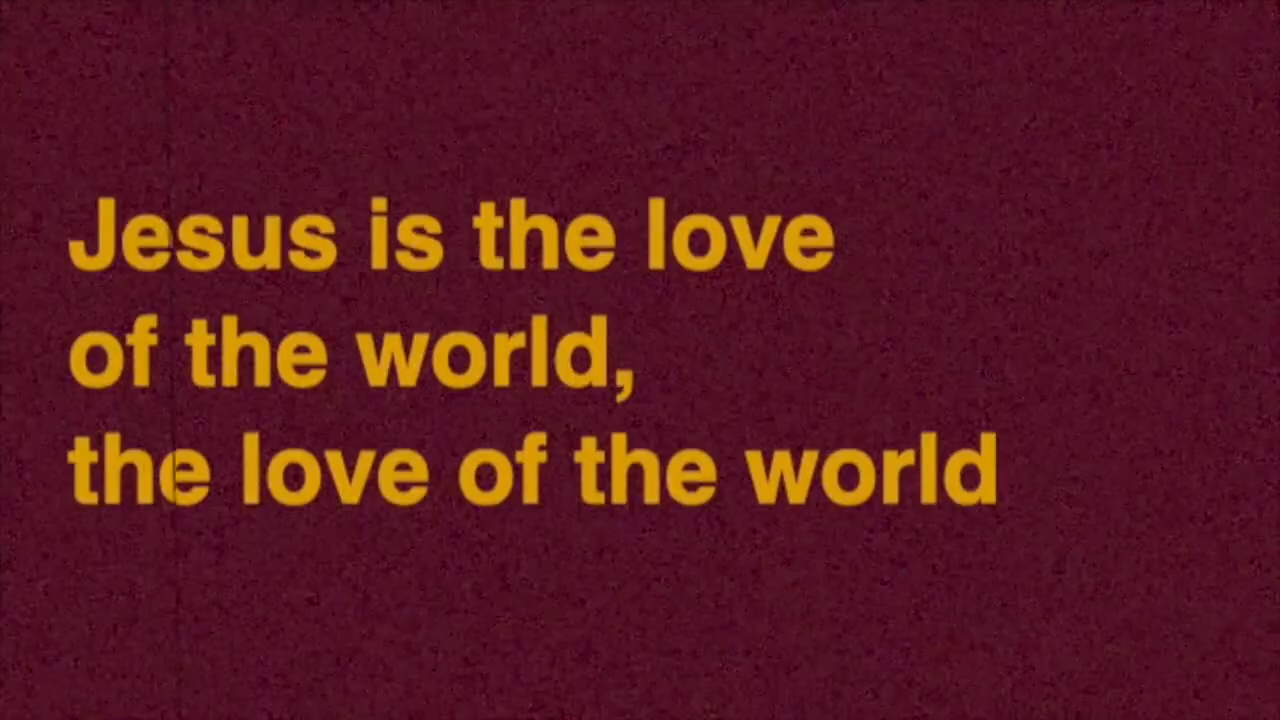 Jesus is the love
of the world,
the love of the world